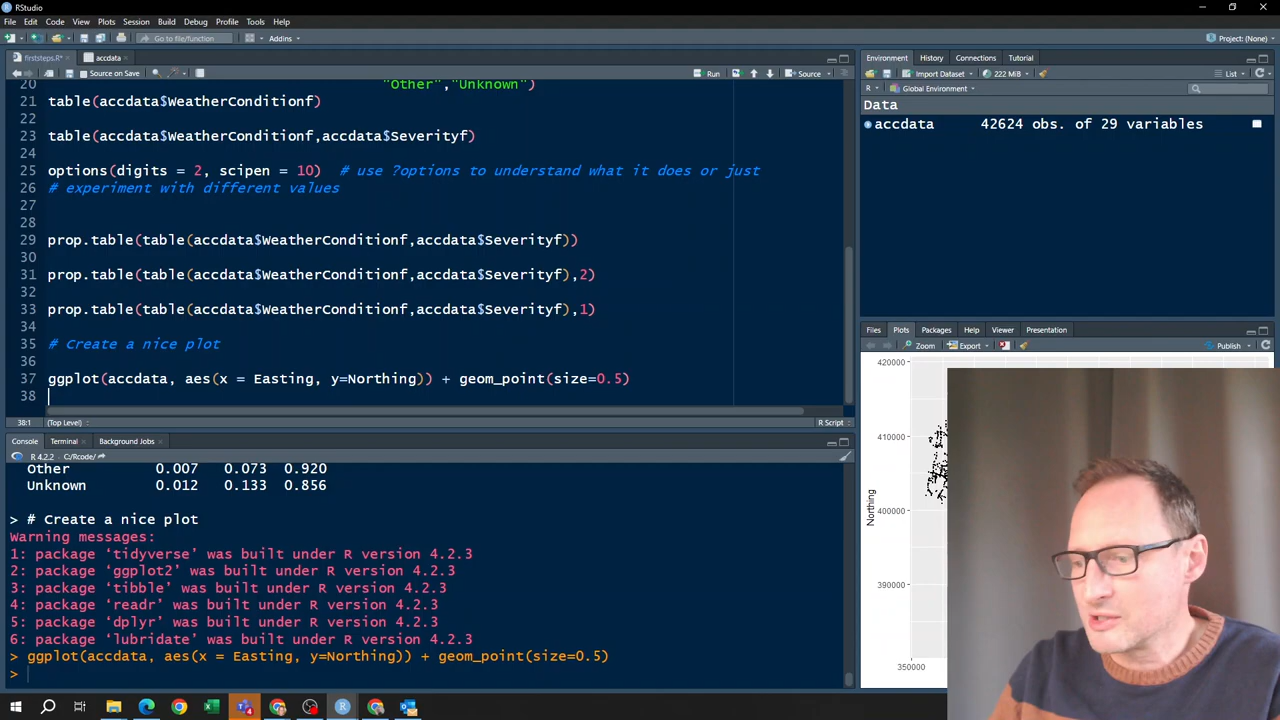 RStudio
File Edit Code View Plots Session Build Debug Profile Tools Help
Go to file/function Addins Project: (None)
firststeps.R* accdata
Source on Save Run Source
20 "Other","Unknown")
21 table(accdata$WeatherConditionf)
22
23 table(accdata$WeatherConditionf,accdata$Severityf)
24
25 options(digits = 2, scipen = 10) # use ?options to understand what it does or just
26 # experiment with different values
27
28
29 prop.table(table(accdata$WeatherConditionf,accdata$Severityf))
30
31 prop.table(table(accdata$WeatherConditionf,accdata$Severityf),2)
32
33 prop.table(table(accdata$WeatherConditionf,accdata$Severityf),1)
34
35 # Create a nice plot
36
37 ggplot(accdata, aes(x = Easting, y=Northing)) + geom_point(size=0.5)
38
38:1 (Top Level) R Script
Console Terminal Background Jobs
R 4.2.2 · C:/Rcode/
Other 0.007 0.073 0.920
Unknown 0.012 0.133 0.856
> # Create a nice plot
Warning messages:
1: package ‘tidyverse’ was built under R version 4.2.3
2: package ‘ggplot2’ was built under R version 4.2.3
3: package ‘tibble’ was built under R version 4.2.3
4: package ‘readr’ was built under R version 4.2.3
5: package ‘dplyr’ was built under R version 4.2.3
6: package ‘lubridate’ was built under R version 4.2.3
> ggplot(accdata, aes(x = Easting, y=Northing)) + geom_point(size=0.5)
>
Environment History Connections Tutorial
Import Dataset 222 MiB List
R Global Environment
Data
accdata 42624 obs. of 29 variables
Files Plots Packages Help Viewer Presentation
Zoom Export Publish
420000
410000
400000
390000
380000
350000
Northing